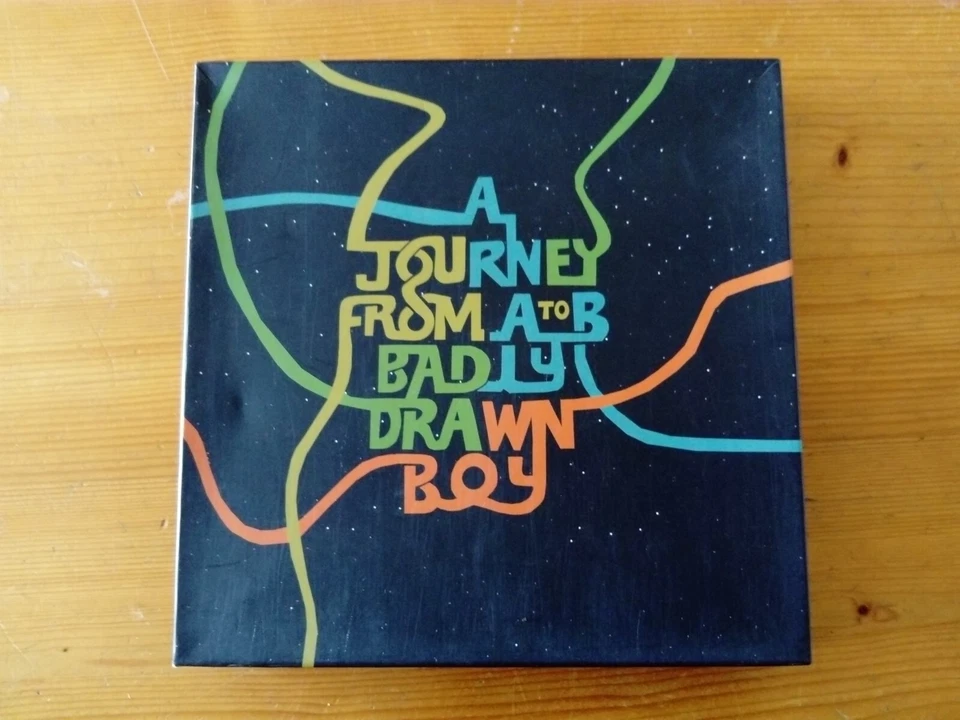 A
JOURNEY
FROM A TO B
BADLY
DRAWN
BOY